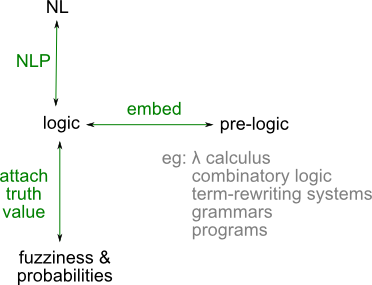 NL
NLP
logic
embed
pre-logic
eg: λ calculus
combinatory logic
term-rewriting systems
grammars
programs
attach
truth
value
fuzziness &
probabilities